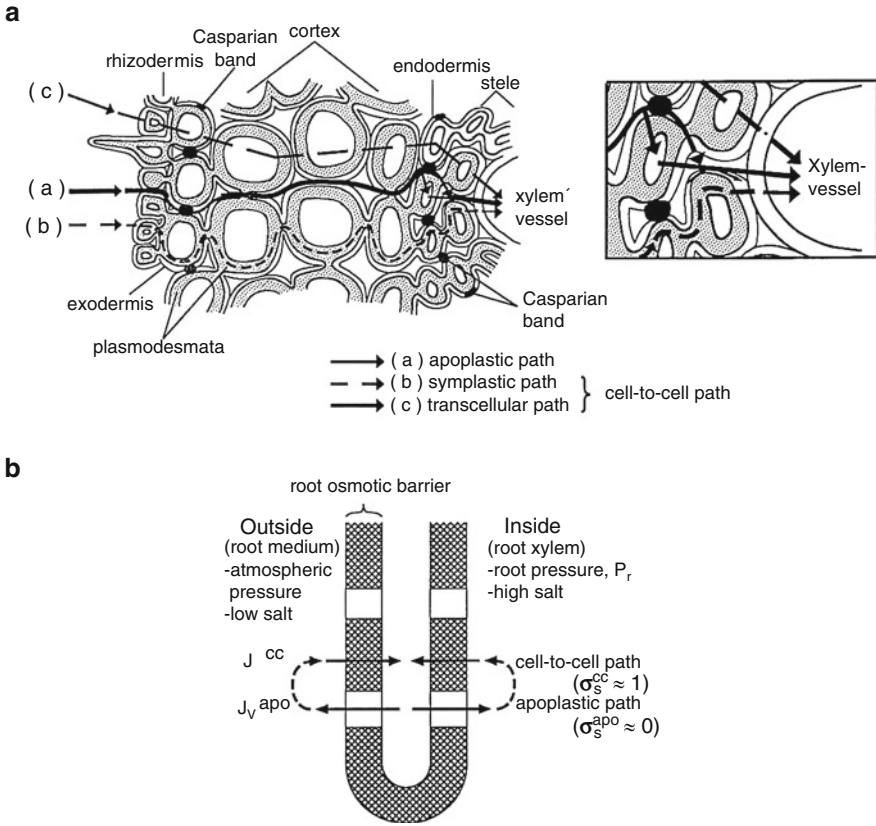 a
Casparian
band
cortex
rhizodermis
endodermis
stele
( c )
( a )
( b )
xylem´
vessel
Xylem-
vessel
exodermis
plasmodesmata
Casparian
band
( a ) apoplastic path
( b ) symplastic path
( c ) transcellular path
} cell-to-cell path
b
root osmotic barrier
Outside
(root medium)
-atmospheric
pressure
-low salt
Inside
(root xylem)
-root pressure, Pᵣ
-high salt
J ᶜᶜ
cell-to-cell path
(σₛᶜᶜ ≈ 1)
Jᵥ ᵃᵖᵒ
apoplastic path
(σₛᵃᵖᵒ ≈ 0)